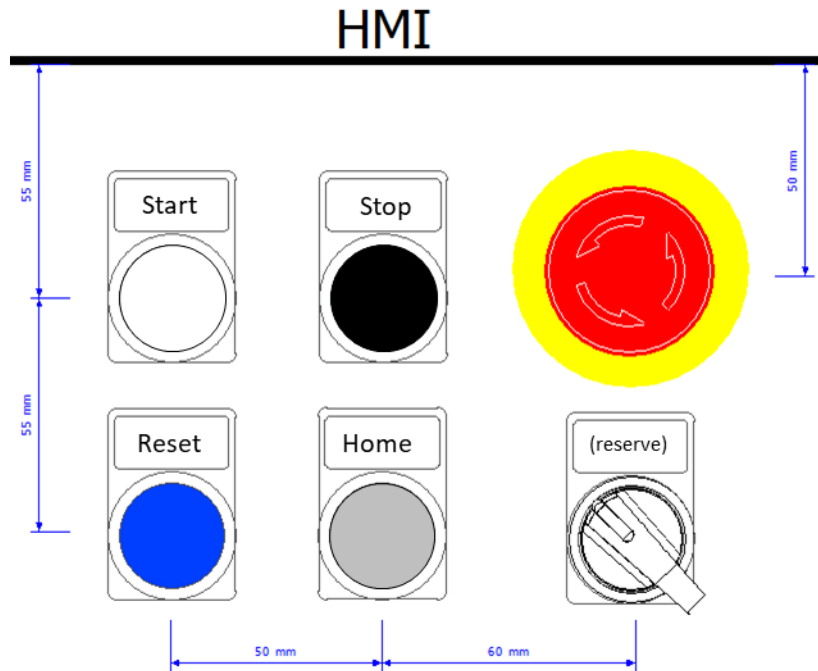 HMI
55 mm
50 mm
Start
Stop
55 mm
Reset
Home
(reserve)
50 mm
60 mm